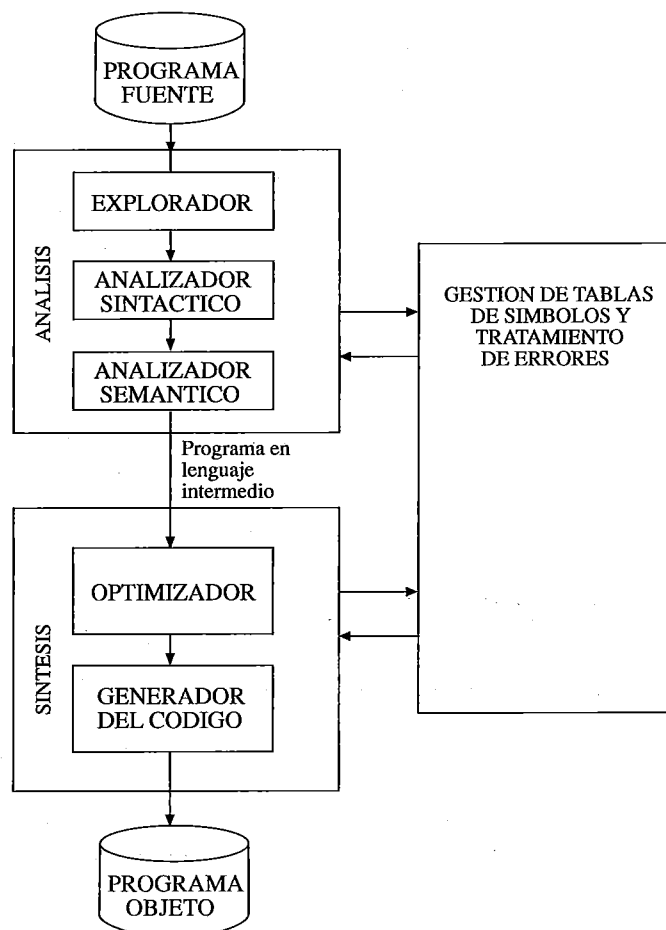 PROGRAMA
FUENTE
ANALISIS
EXPLORADOR
ANALIZADOR
SINTACTICO
ANALIZADOR
SEMANTICO
GESTION DE TABLAS
DE SIMBOLOS Y
TRATAMIENTO
DE ERRORES
Programa en
lenguaje
intermedio
SINTESIS
OPTIMIZADOR
GENERADOR
DEL CODIGO
PROGRAMA
OBJETO